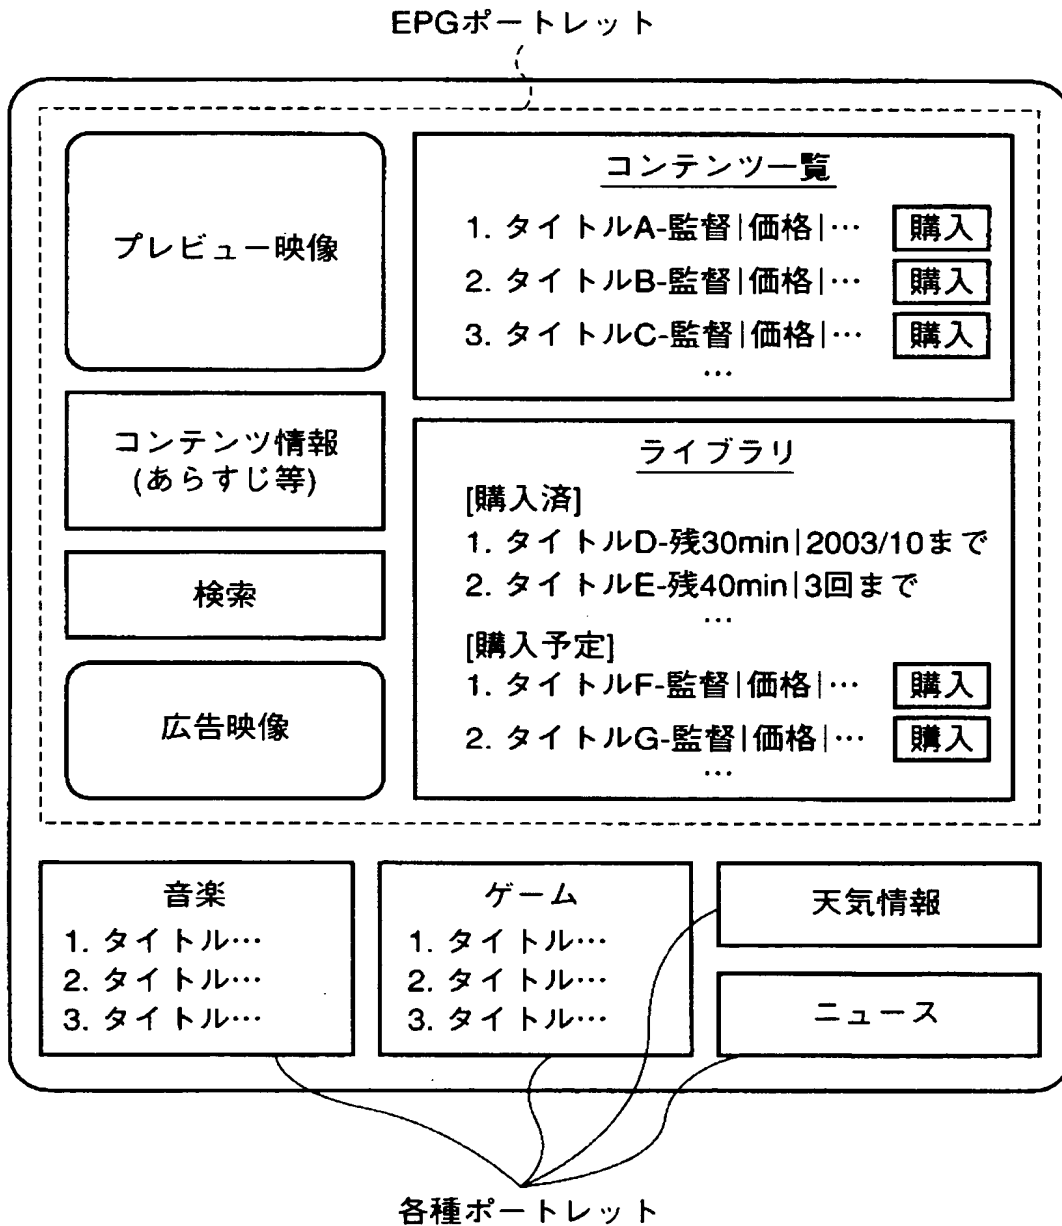 EPGポートレット
プレビュー映像
コンテンツ情報
(あらすじ等)
検索
広告映像
コンテンツ一覧
1. タイトルA-監督|価格|… 購入
2. タイトルB-監督|価格|… 購入
3. タイトルC-監督|価格|… 購入
…
ライブラリ
[購入済]
1. タイトルD-残30min|2003/10まで
2. タイトルE-残40min|3回まで
…
[購入予定]
1. タイトルF-監督|価格|… 購入
2. タイトルG-監督|価格|… 購入
…
音楽
1. タイトル…
2. タイトル…
3. タイトル…
ゲーム
1. タイトル…
2. タイトル…
3. タイトル…
天気情報
ニュース
各種ポートレット